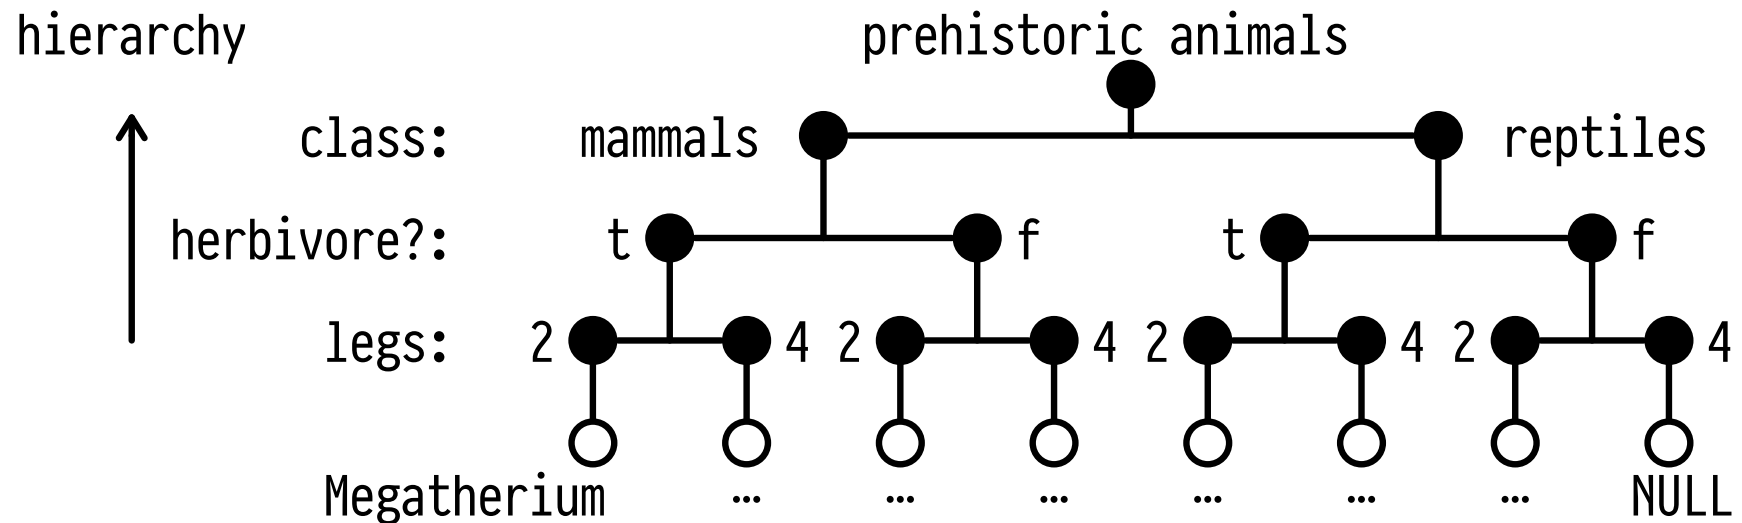 hierarchy
prehistoric animals
class: mammals reptiles
herbivore?: t f t f
legs: 2 4 2 4 2 4 2 4
Megatherium ... ... ... ... ... ... NULL